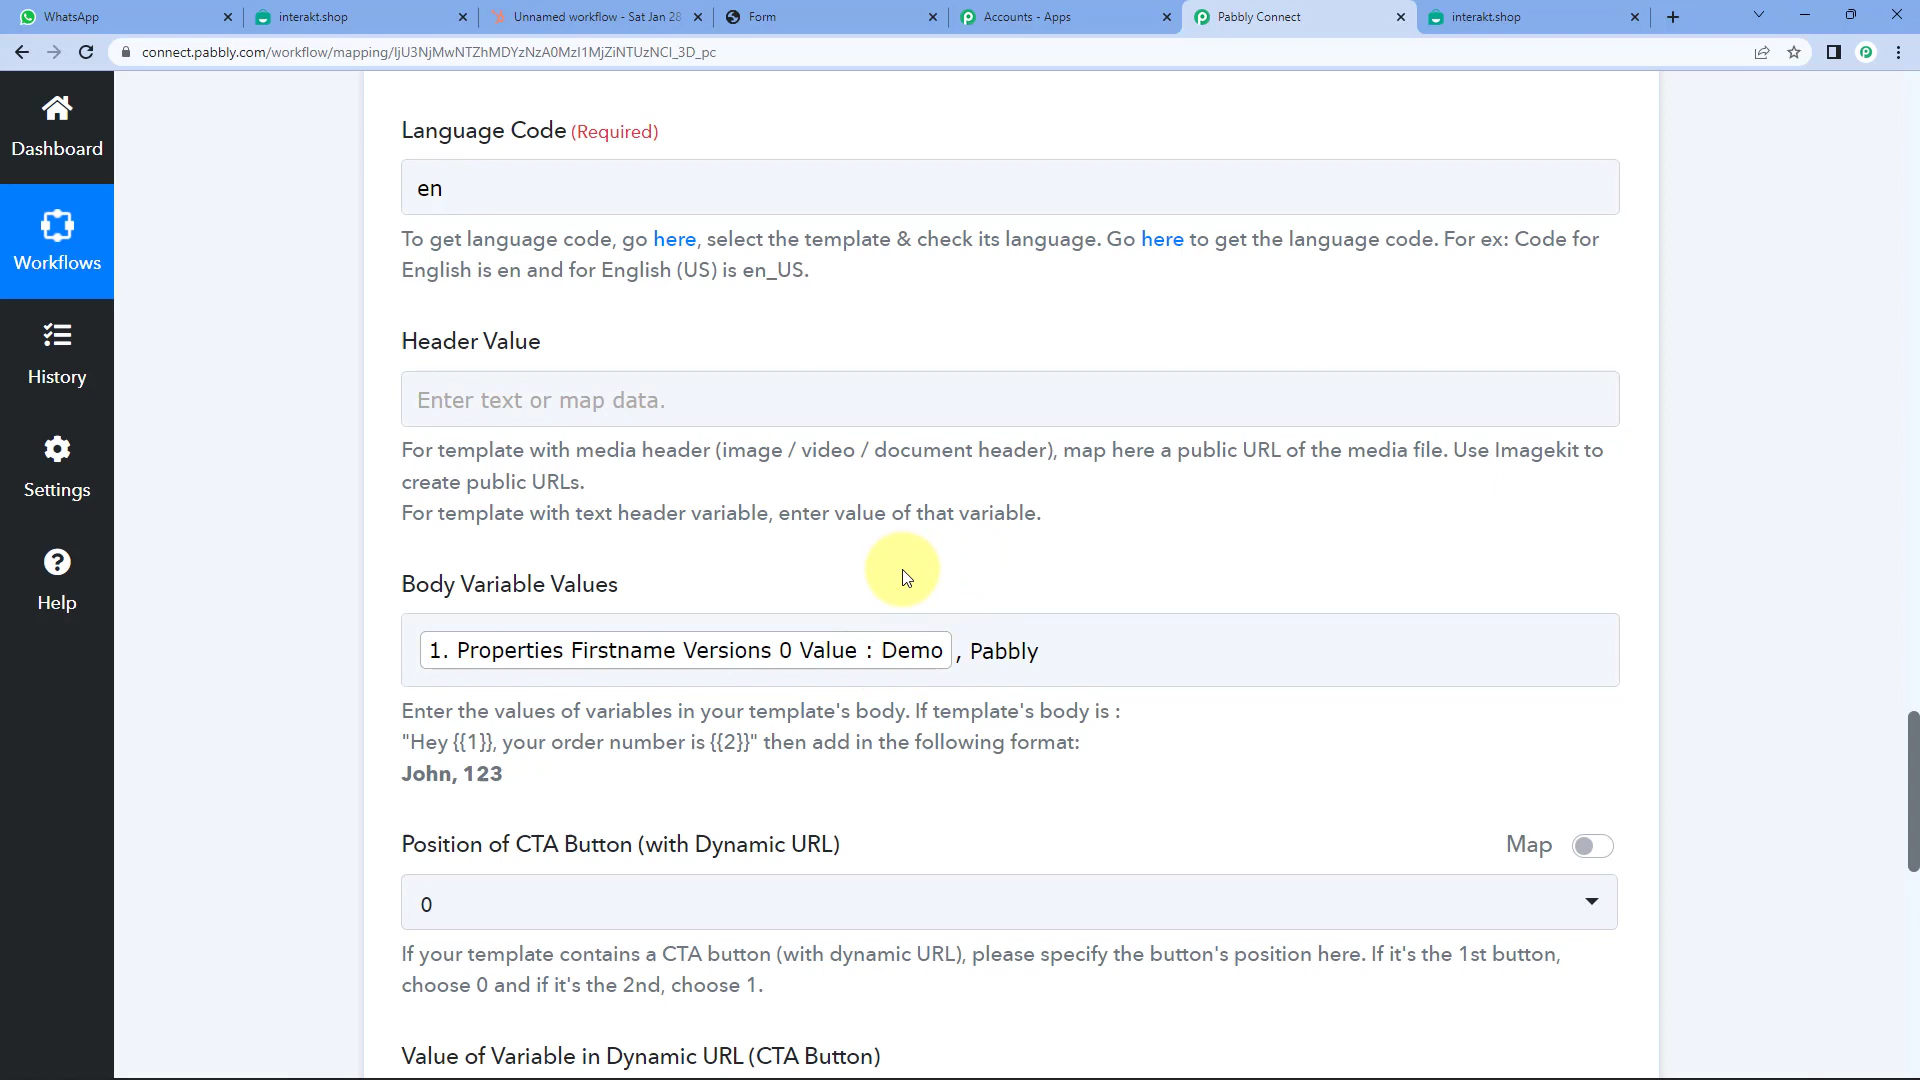 WhatsApp
interakt.shop
Unnamed workflow - Sat Jan 28
Form
Accounts - Apps
Pabbly Connect
interakt.shop
connect.pabbly.com/workflow/mapping/IjU3NjMwNTZhMDYzNzA0MzI1MjZiNTUzNCI_3D_pc
Dashboard
Workflows
History
Settings
Help
Language Code (Required)
en
To get language code, go here, select the template & check its language. Go here to get the language code. For ex: Code for
English is en and for English (US) is en_US.
Header Value
Enter text or map data.
For template with media header (image / video / document header), map here a public URL of the media file. Use Imagekit to
create public URLs.
For template with text header variable, enter value of that variable.
Body Variable Values
1. Properties Firstname Versions 0 Value : Demo , Pabbly
Enter the values of variables in your template's body. If template's body is :
"Hey {{1}}, your order number is {{2}}" then add in the following format:
John, 123
Position of CTA Button (with Dynamic URL)
Map
0
If your template contains a CTA button (with dynamic URL), please specify the button's position here. If it's the 1st button,
choose 0 and if it's the 2nd, choose 1.
Value of Variable in Dynamic URL (CTA Button)